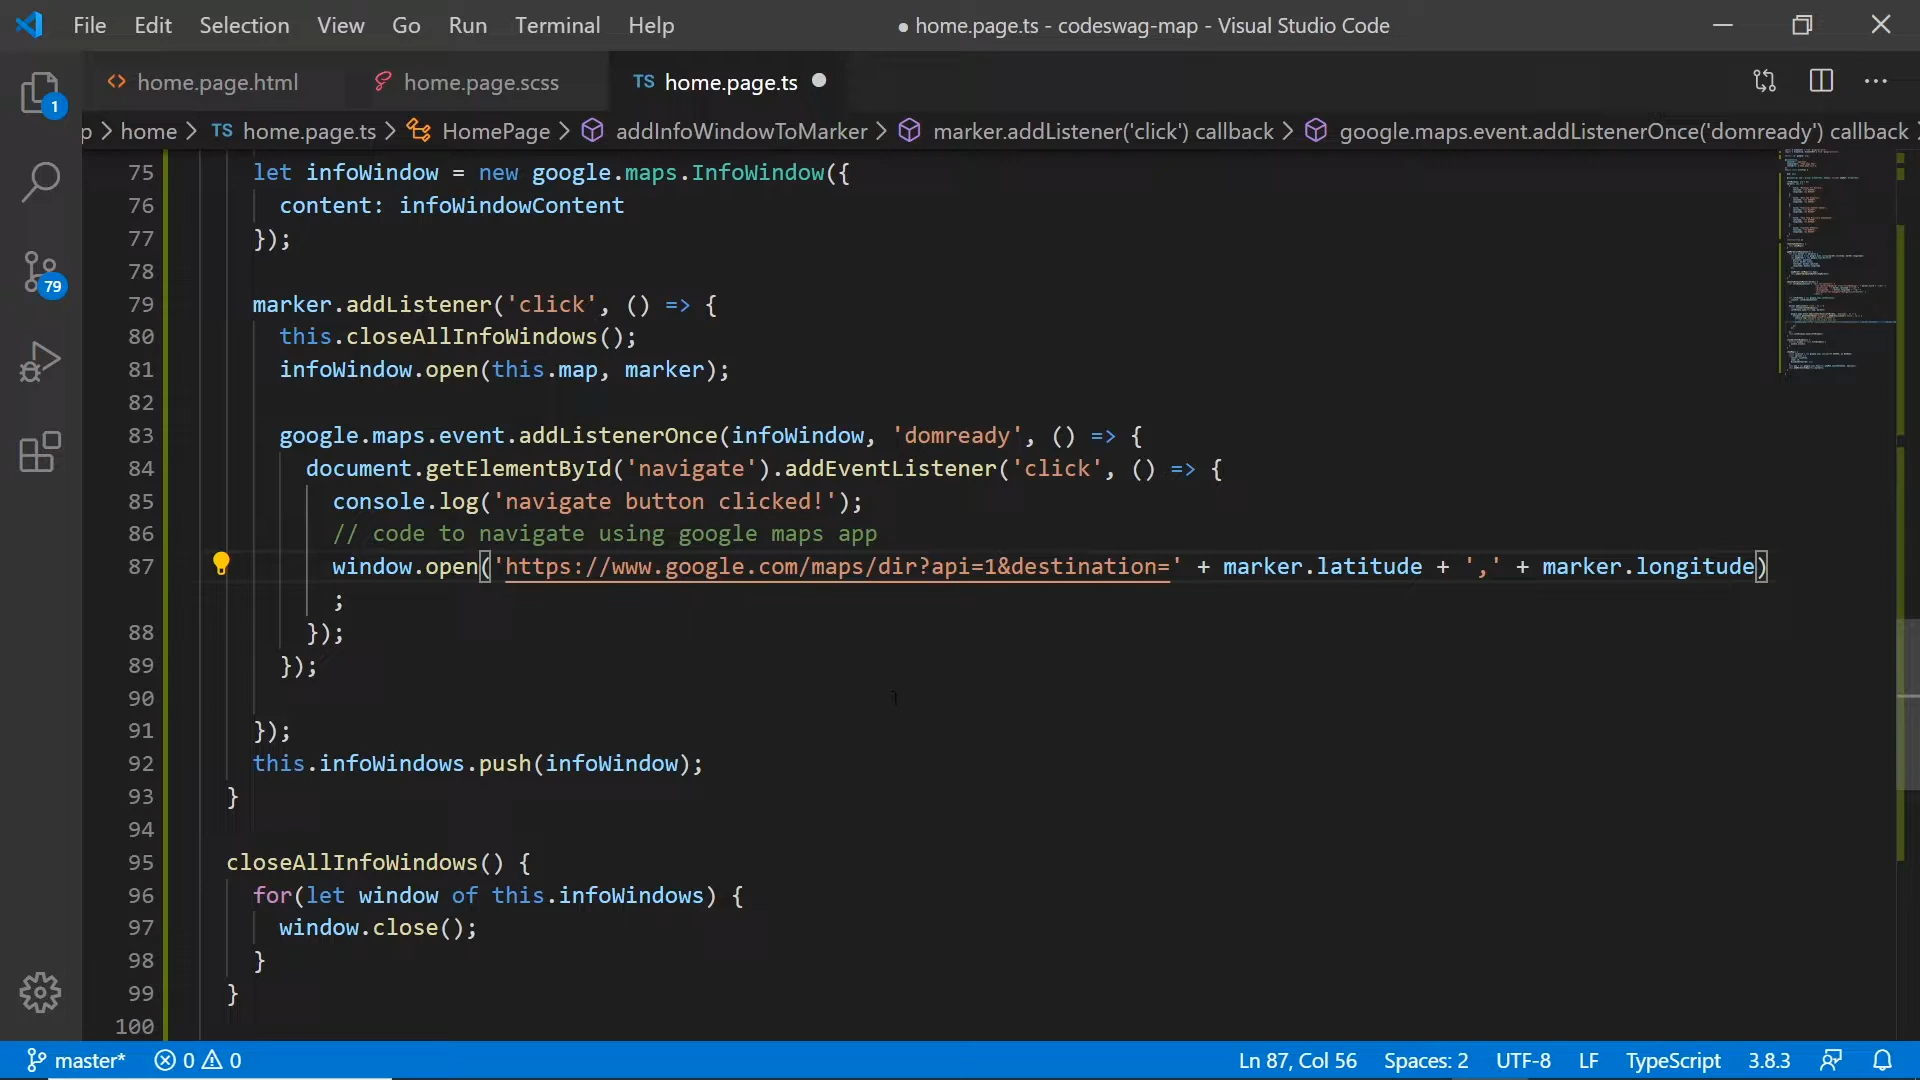 File Edit Selection View Go Run Terminal Help
● home.page.ts - codeswag-map - Visual Studio Code
<> home.page.html
home.page.scss
TS home.page.ts ●
p > home > TS home.page.ts > HomePage > addInfoWindowToMarker > marker.addListener('click') callback > google.maps.event.addListenerOnce('domready') callback
1
79
75 let infoWindow = new google.maps.InfoWindow({
76 content: infoWindowContent
77 });
78
79 marker.addListener('click', () => {
80 this.closeAllInfoWindows();
81 infoWindow.open(this.map, marker);
82
83 google.maps.event.addListenerOnce(infoWindow, 'domready', () => {
84 document.getElementById('navigate').addEventListener('click', () => {
85 console.log('navigate button clicked!');
86 // code to navigate using google maps app
87 window.open('https://www.google.com/maps/dir?api=1&destination=' + marker.latitude + ',' + marker.longitude)
;
88 });
89 });
90
91 });
92 this.infoWindows.push(infoWindow);
93 }
94
95 closeAllInfoWindows() {
96 for(let window of this.infoWindows) {
97 window.close();
98 }
99 }
100
master* 0 0 Ln 87, Col 56 Spaces: 2 UTF-8 LF TypeScript 3.8.3